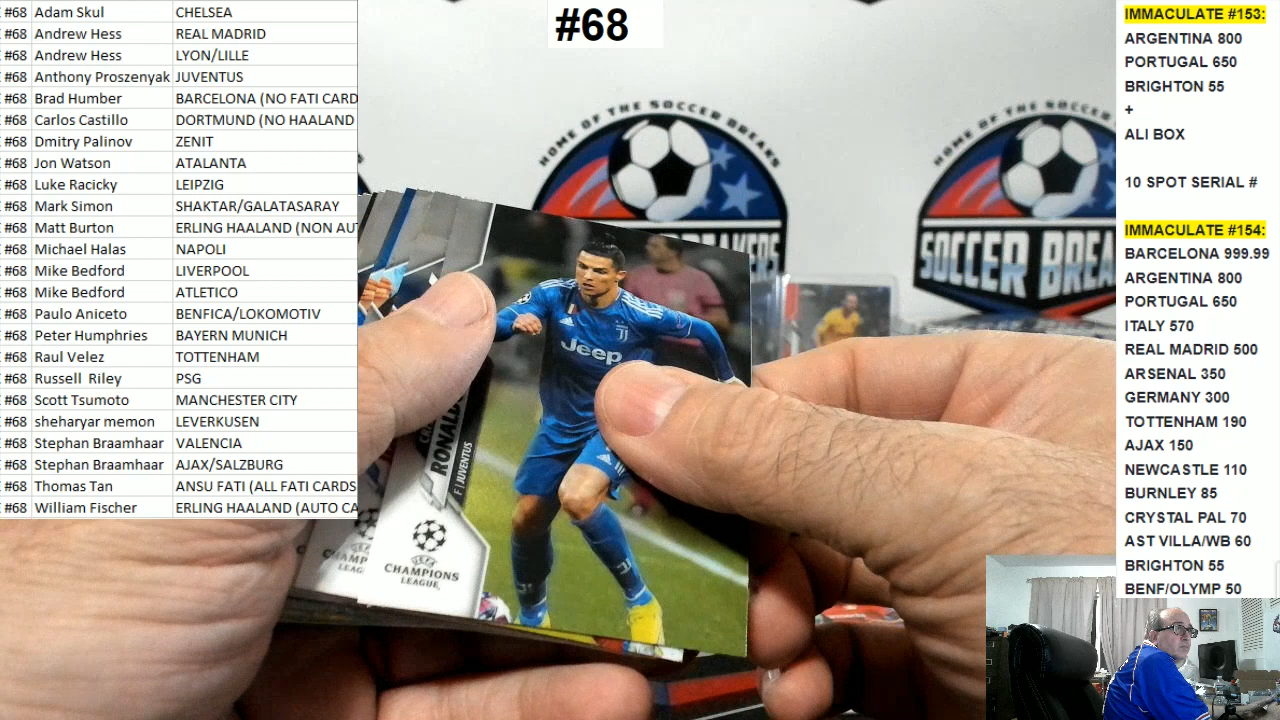 #68 Adam Skul CHELSEA
#68 Andrew Hess REAL MADRID
#68 Andrew Hess LYON/LILLE
#68 Anthony Proszenyak JUVENTUS
#68 Brad Humber BARCELONA (NO FATI CARD
#68 Carlos Castillo DORTMUND (NO HAALAND
#68 Dmitry Palinov ZENIT
#68 Jon Watson ATALANTA
#68 Luke Racicky LEIPZIG
#68 Mark Simon SHAKTAR/GALATASARAY
#68 Matt Burton ERLING HAALAND (NON AU
#68 Michael Halas NAPOLI
#68 Mike Bedford LIVERPOOL
#68 Mike Bedford ATLETICO
#68 Paulo Aniceto BENFICA/LOKOMOTIV
#68 Peter Humphries BAYERN MUNICH
#68 Raul Velez TOTTENHAM
#68 Russell Riley PSG
#68 Scott Tsumoto MANCHESTER CITY
#68 sheharyar memon LEVERKUSEN
#68 Stephan Braamhaar VALENCIA
#68 Stephan Braamhaar AJAX/SALZBURG
#68 Thomas Tan ANSU FATI (ALL FATI CARDS
#68 William Fischer ERLING HAALAND (AUTO CA
#68
HOME OF THE SOCCER BREAKS
HOME OF THE SOCCER
SOCCER BREA
Jeep
F | JUVENTUS
UEFA
CHAMPIONS
LEAGUE
IMMACULATE #153:
ARGENTINA 800
PORTUGAL 650
BRIGHTON 55
+
ALI BOX
10 SPOT SERIAL #
IMMACULATE #154:
BARCELONA 999.99
ARGENTINA 800
PORTUGAL 650
ITALY 570
REAL MADRID 500
ARSENAL 350
GERMANY 300
TOTTENHAM 190
AJAX 150
NEWCASTLE 110
BURNLEY 85
CRYSTAL PAL 70
AST VILLA/WB 60
BRIGHTON 55
BENF/OLYMP 50